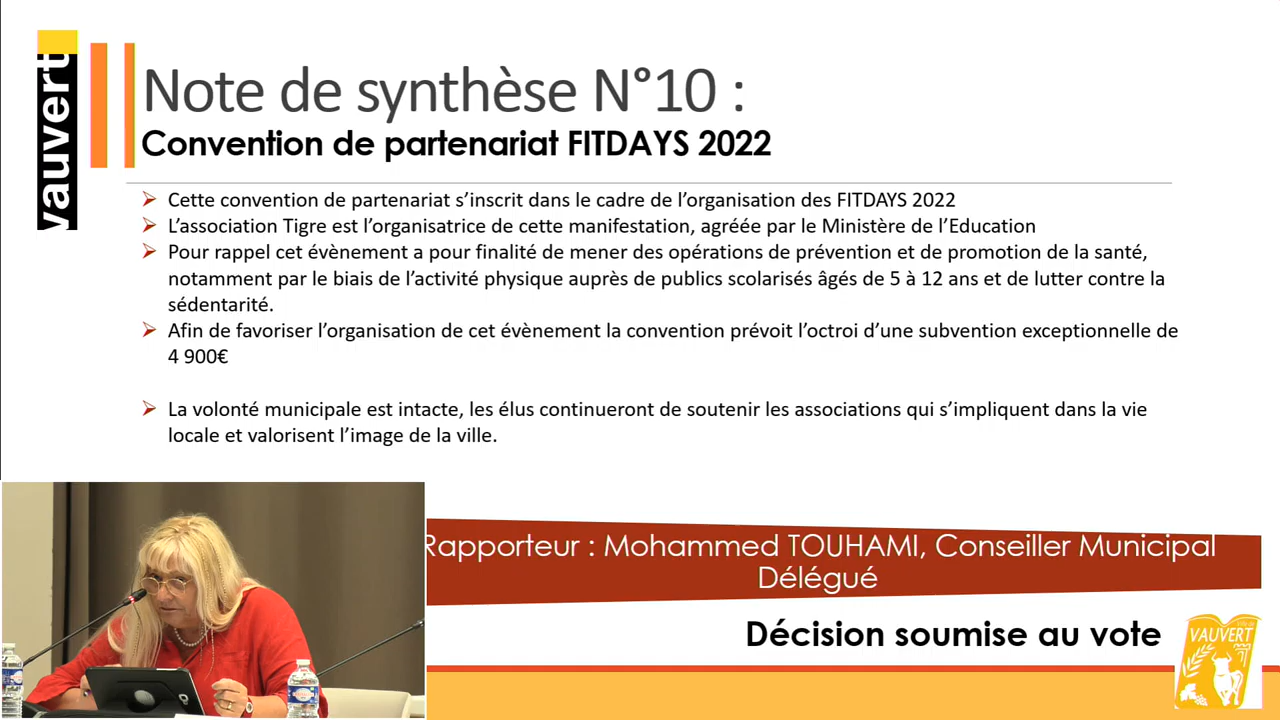 vauvert
Note de synthèse N°10 :
Convention de partenariat FITDAYS 2022
Cette convention de partenariat s’inscrit dans le cadre de l’organisation des FITDAYS 2022
L’association Tigre est l’organisatrice de cette manifestation, agréée par le Ministère de l’Education
Pour rappel cet évènement a pour finalité de mener des opérations de prévention et de promotion de la santé,
notamment par le biais de l’activité physique auprès de publics scolarisés âgés de 5 à 12 ans et de lutter contre la
sédentarité.
Afin de favoriser l’organisation de cet évènement la convention prévoit l’octroi d’une subvention exceptionnelle de
4 900€
La volonté municipale est intacte, les élus continueront de soutenir les associations qui s’impliquent dans la vie
locale et valorisent l’image de la ville.
Rapporteur : Mohammed TOUHAMI, Conseiller Municipal
Délégué
Décision soumise au vote
VAUVERT